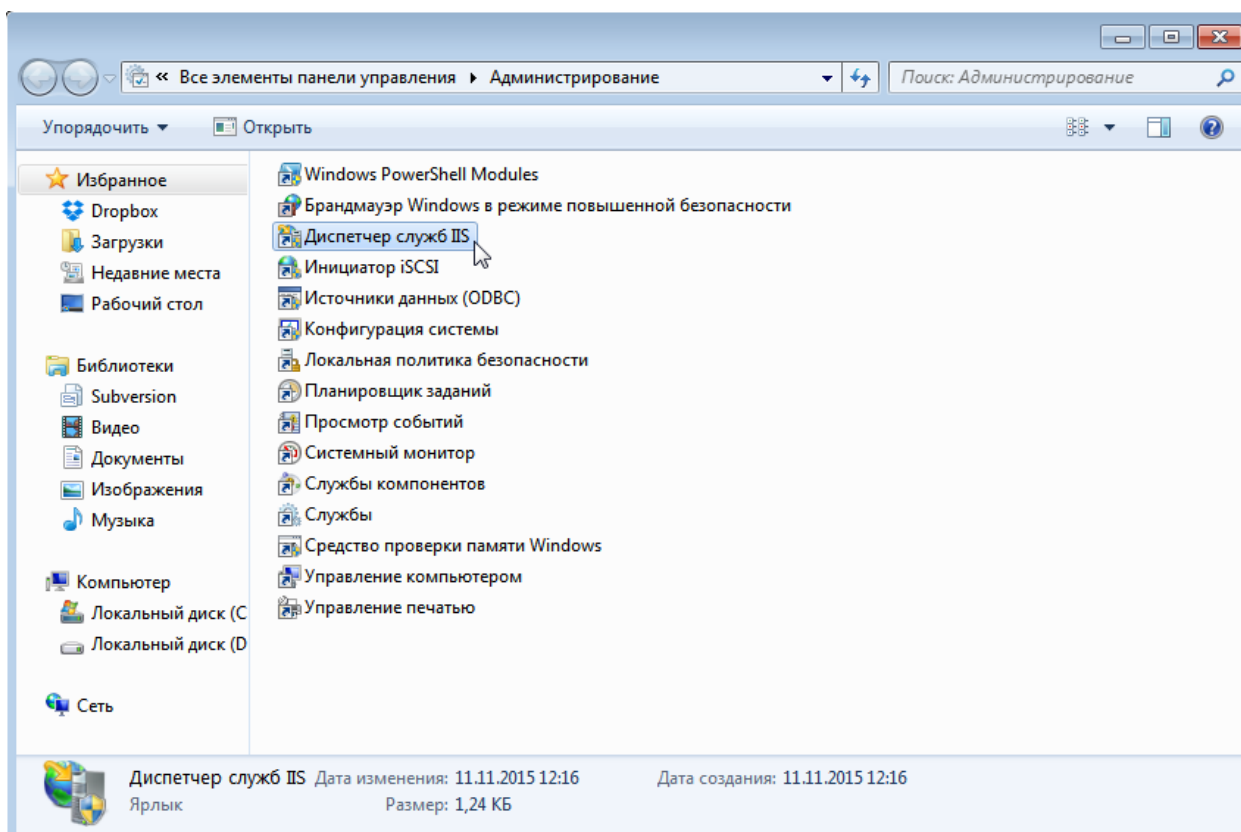 « Все элементы панели управления Администрирование
Поиск: Администрирование
Упорядочить Открыть
Избранное
Dropbox
Загрузки
Недавние места
Рабочий стол
Библиотеки
Subversion
Видео
Документы
Изображения
Музыка
Компьютер
Локальный диск (C
Локальный диск (D
Сеть
Windows PowerShell Modules
Брандмауэр Windows в режиме повышенной безопасности
Диспетчер служб IIS
Инициатор iSCSI
Источники данных (ODBC)
Конфигурация системы
Локальная политика безопасности
Планировщик заданий
Просмотр событий
Системный монитор
Службы компонентов
Службы
Средство проверки памяти Windows
Управление компьютером
Управление печатью
Диспетчер служб IIS Дата изменения: 11.11.2015 12:16 Дата создания: 11.11.2015 12:16
Ярлык Размер: 1,24 КБ